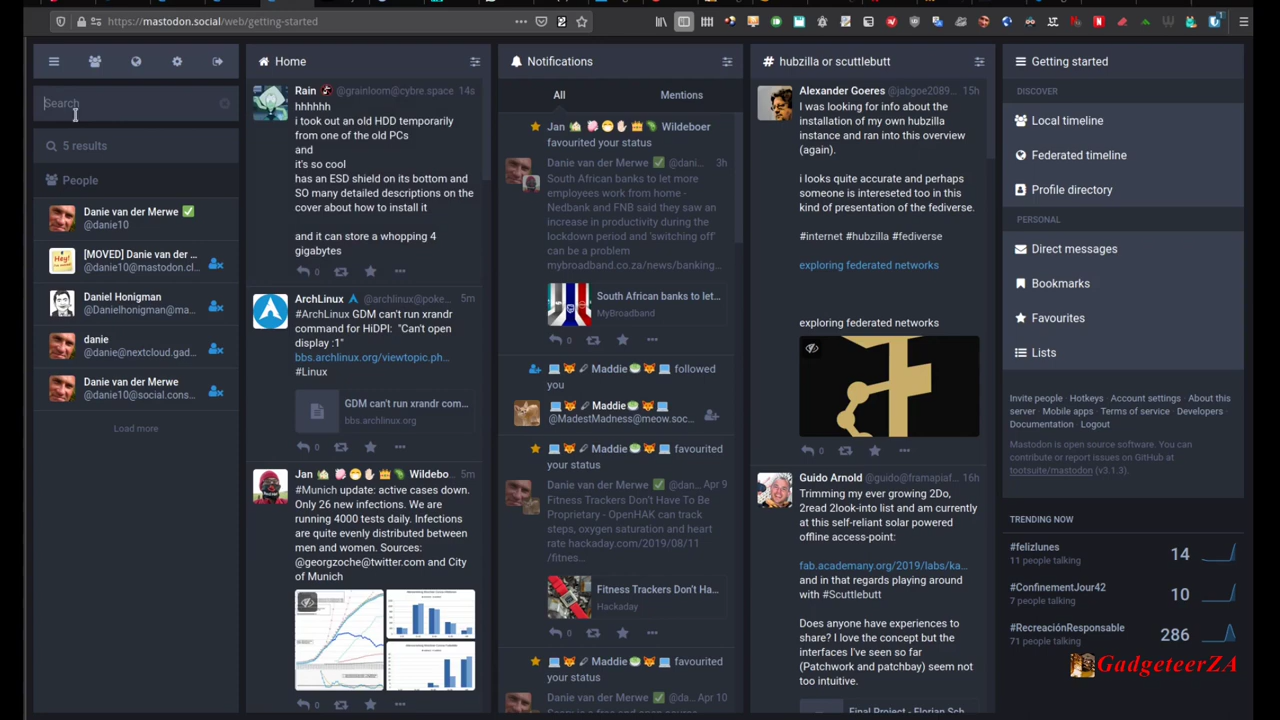 https://mastodon.social/web/getting-started
Search
5 results
People
Danie van der Merwe
@danie10
[MOVED] Danie van der ...
@danie10@mastodon.cl...
Daniel Honigman
@Danielhonigman@ma...
danie
@danie@nextcloud.gad...
Danie van der Merwe
@danie10@social.cons...
Load more
Home
Rain @grainloom@cybre.space 14s
hhhhhh
i took out an old HDD temporarily
from one of the old PCs
and
it's so cool
has an ESD shield on its bottom and
SO many detailed descriptions on the
cover about how to install it
and it can store a whopping 4
gigabytes
0
ArchLinux @archlinux@poke... 5m
#ArchLinux GDM can't run xrandr
command for HiDPI: "Can't open
display :1"
bbs.archlinux.org/viewtopic.ph...
#Linux
GDM can't run xrandr com...
bbs.archlinux.org
0
Jan Wildebo... 5m
#Munich update: active cases down.
Only 26 new infections. We are
running 4000 tests daily. Infections
are quite evenly distributed between
men and women. Sources:
@georgzoche@twitter.com and City
of Munich
0
Notifications
All Mentions
Jan Wildeboer
favourited your status
Danie van der Merwe @dani... 3h
South African banks to let more
employees work from home -
Nedbank and FNB said they saw an
increase in productivity during the
lockdown period and 'switching off'
can be a problem
mybroadband.co.za/news/banking...
South African banks to let...
MyBroadband
0
Maddie followed
you
Maddie
@MadestMadness@meow.soc...
Maddie favourited
your status
Danie van der Merwe @dan... Apr 9
Fitness Trackers Don't Have To Be
Proprietary - OpenHAK can track
steps, oxygen saturation and heart
rate hackaday.com/2019/08/11
/fitnes...
Fitness Trackers Don't Ha...
Hackaday
0
Maddie favourited
your status
Danie van der Merwe @da... Apr 10
hubzilla or scuttlebutt
Alexander Goeres @jabgoe2089... 15h
I was looking for info about the
installation of my own hubzilla
instance and ran into this overview
(again).
i looks quite accurate and perhaps
someone is intereseted too in this
kind of presentation of the fediverse.
#internet #hubzilla #fediverse
exploring federated networks
exploring federated networks
0
Guido Arnold @guido@framapiaf... 16h
Trimming my ever growing 2Do,
2read 2look-into list and am currently
at this self-reliant solar powered
offline access-point:
fab.academany.org/2019/labs/ka...
and in that regards playing around
with #Scuttlebutt
Does anyone have experiences to
share? I love the concept but the
interfaces I've seen so far
(Patchwork and patchbay) seem not
too intuitive.
Final Project - Florian Sch
Getting started
DISCOVER
Local timeline
Federated timeline
Profile directory
PERSONAL
Direct messages
Bookmarks
Favourites
Lists
Invite people · Hotkeys · Account settings · About this
server · Mobile apps · Terms of service · Developers ·
Documentation · Logout
Mastodon is open source software. You can
contribute or report issues on GitHub at
tootsuite/mastodon (v3.1.3).
TRENDING NOW
#felizlunes
11 people talking
14
#ConfinementJour42
7 people talking
10
#RecreaciónResponsable
71 people talking
286
GadgeteerZA